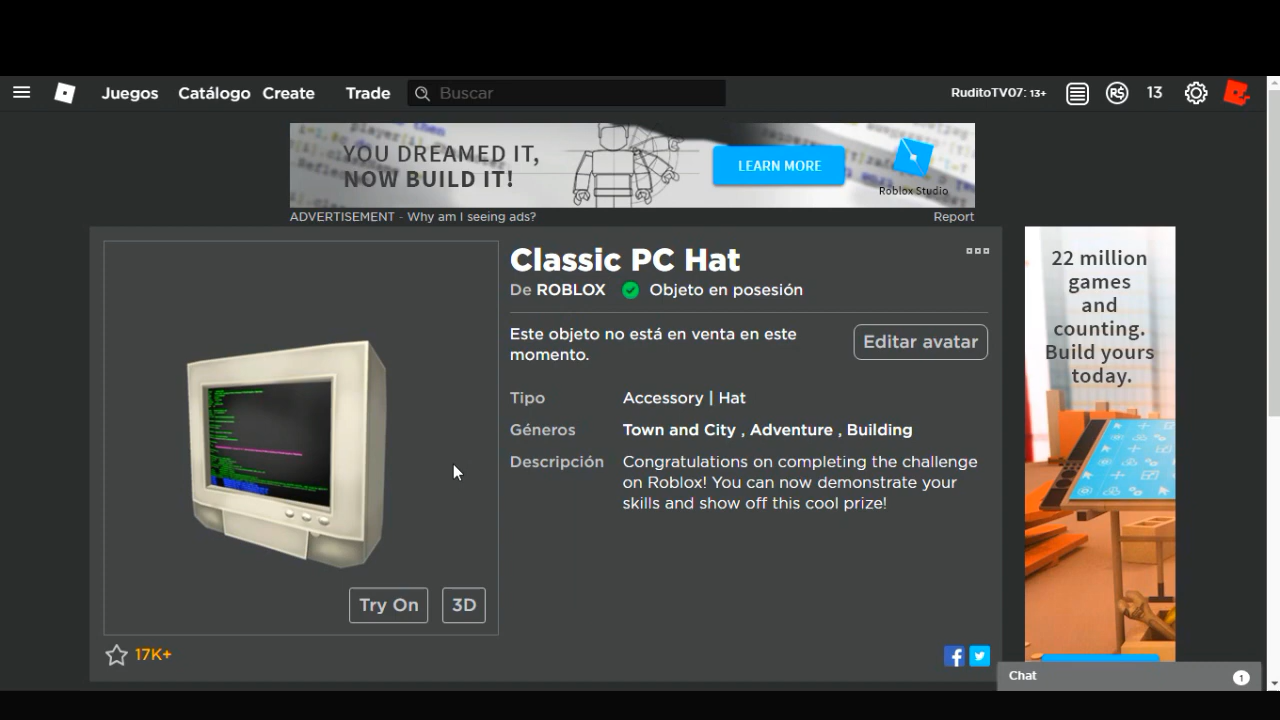 Juegos Catálogo Create Trade Buscar RuditoTV07: 13+ R$ 13
YOU DREAMED IT,
NOW BUILD IT!
LEARN MORE
Roblox Studio
ADVERTISEMENT - Why am I seeing ads? Report
Classic PC Hat
De ROBLOX Objeto en posesión
Este objeto no está en venta en este
momento.
Editar avatar
Tipo Accessory | Hat
Géneros Town and City , Adventure , Building
Descripción Congratulations on completing the challenge
on Roblox! You can now demonstrate your
skills and show off this cool prize!
Try On 3D
17K+
22 million
games
and
counting.
Build yours
today.
Chat 1